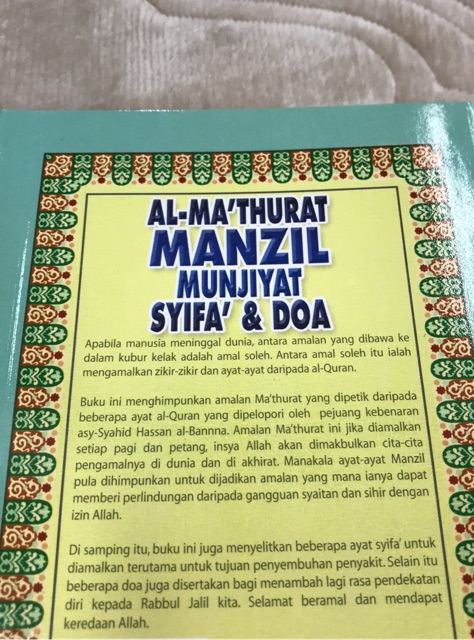 AL-MA'THURAT
MANZIL
MUNJIYAT
SYIFA' & DOA
Apabila manusia meninggal dunia, antara amalan yang dibawa ke
dalam kubur kelak adalah amal soleh. Antara amal soleh itu ialah
mengamalkan zikir-zikir dan ayat-ayat daripada al-Quran.
Buku ini menghimpunkan amalan Ma'thurat yang dipetik daripada
beberapa ayat al-Quran yang dipelopori oleh pejuang kebenaran
asy-Syahid Hassan al-Bannna. Amalan Ma'thurat ini jika diamalkan
setiap pagi dan petang, insya Allah akan dimakbulkan cita-cita
pengamalnya di dunia dan di akhirat. Manakala ayat-ayat Manzil
pula dihimpunkan untuk dijadikan amalan yang mana ianya dapat
memberi perlindungan daripada gangguan syaitan dan sihir dengan
izin Allah.
Di samping itu, buku ini juga menyelitkan beberapa ayat syifa' untuk
diamalkan terutama untuk tujuan penyembuhan penyakit. Selain itu
beberapa doa juga disertakan bagi menambah lagi rasa pendekatan
diri kepada Rabbul Jalil kita. Selamat beramal dan mendapat
keredaan Allah.